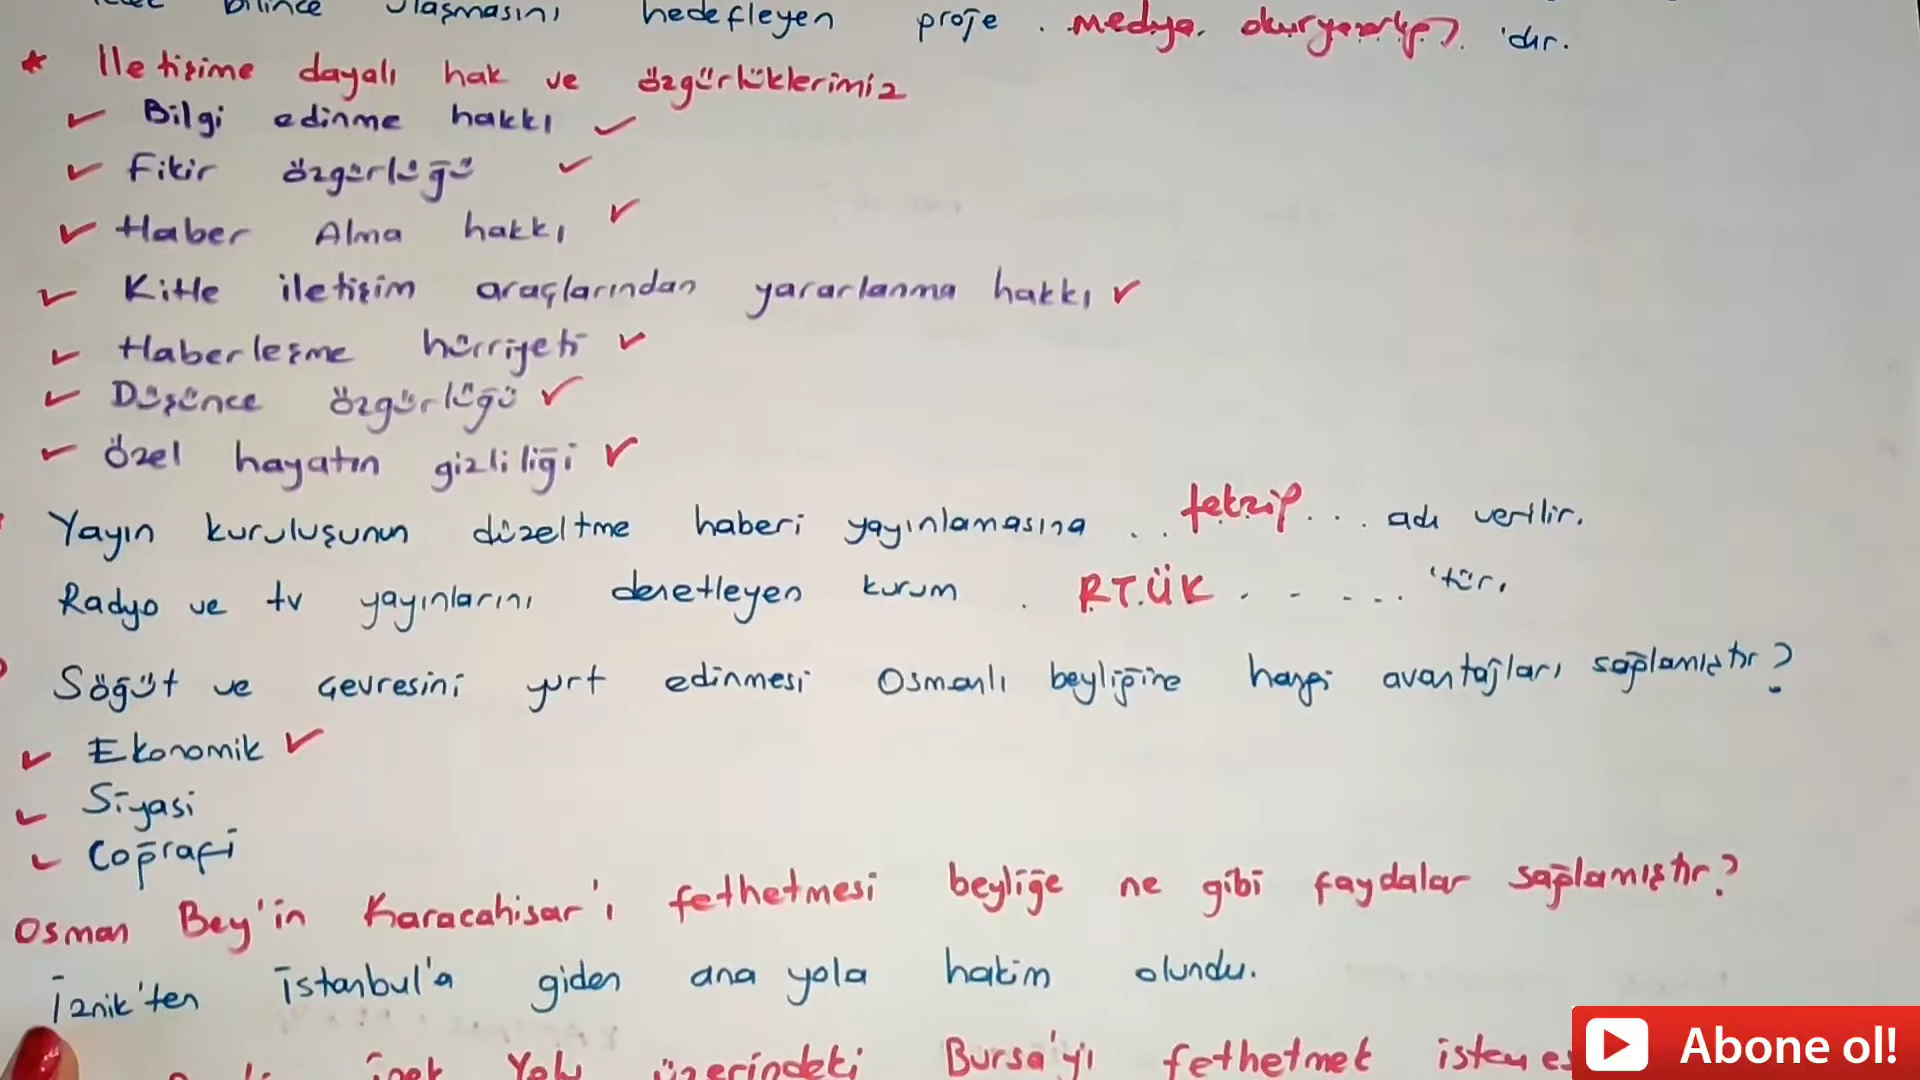 bilince ulaşmasını hedefleyen proje . medya okuryazarlığı 'dır.
* İletişime dayalı hak ve özgürlüklerimiz
✓ Bilgi edinme hakkı ✓
✓ Fikir özgürlüğü ✓
✓ Haber Alma hakkı ✓
✓ Kitle iletişim araçlarından yararlanma hakkı ✓
✓ Haberleşme hürriyeti ✓
✓ Düşünce özgürlüğü ✓
✓ Özel hayatın gizliliği ✓
Yayın kuruluşunun düzeltme haberi yayınlamasına .. tekzip... adı verilir.
Radyo ve tv yayınlarını denetleyen kurum . RTÜK . - ... 'tür.
Söğüt ve çevresini yurt edinmesi Osmanlı beyliğine hangi avantajları sağlamıştır?
✓ Ekonomik ✓
✓ Siyasi
✓ Coğrafi
Osman Bey'in Karacahisar'ı fethetmesi beyliğe ne gibi faydalar sağlamıştır?
İznik'ten İstanbul'a giden ana yola hakim olundu.
ipek Yolu üzerindeki Bursa'yı fethetmek
Abone ol!